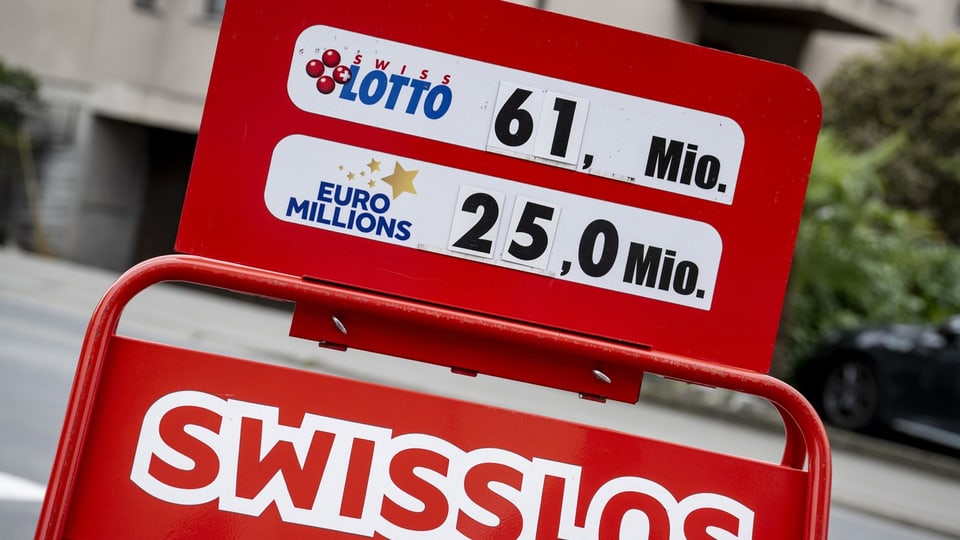 SWISS
LOTTO 61, Mio.
EURO
MILLIONS 25,0 Mio.
SWISSLOS